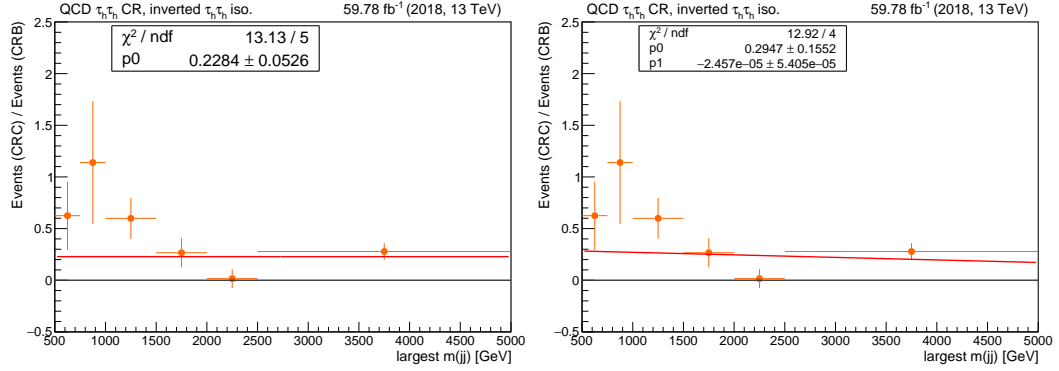 QCD τhτh CR, inverted τhτh iso.
59.78 fb−1 (2018, 13 TeV)
χ2 / ndf 13.13 / 5
p0 0.2284 ± 0.0526
Events (CRC) / Events (CRB)
2.5
2
1.5
1
0.5
0
−0.5
500 1000 1500 2000 2500 3000 3500 4000 4500 5000
largest m(jj) [GeV]
QCD τhτh CR, inverted τhτh iso.
59.78 fb−1 (2018, 13 TeV)
χ2 / ndf 12.92 / 4
p0 0.2947 ± 0.1552
p1 −2.457e−05 ± 5.405e−05
Events (CRC) / Events (CRB)
2.5
2
1.5
1
0.5
0
−0.5
500 1000 1500 2000 2500 3000 3500 4000 4500 5000
largest m(jj) [GeV]